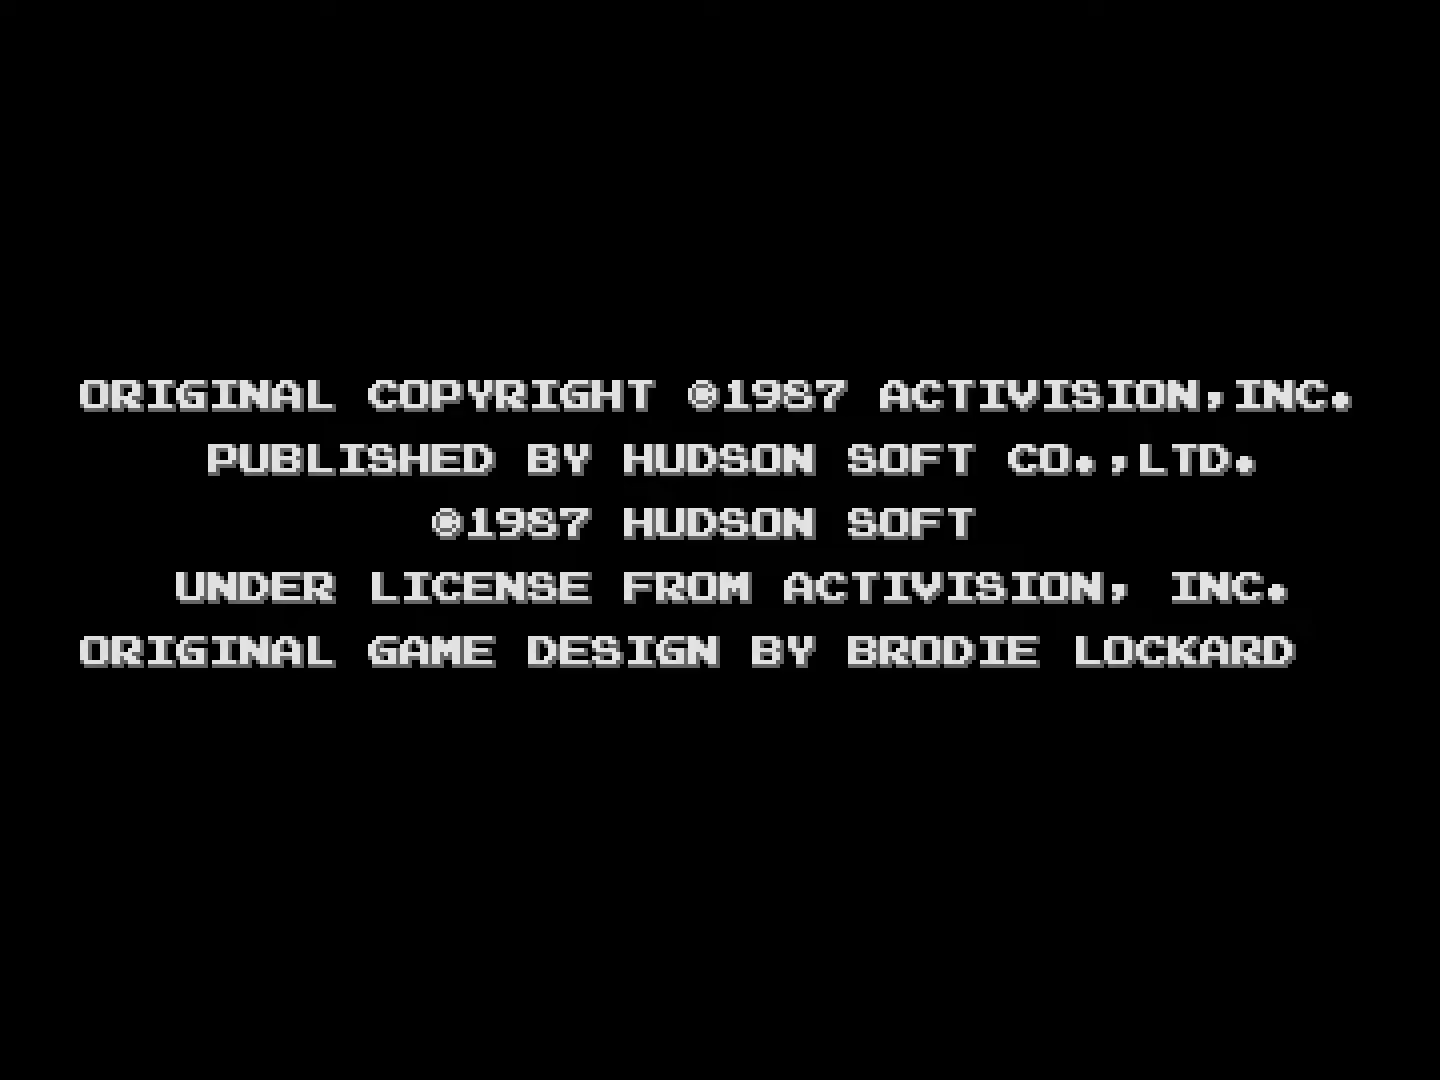 ORIGINAL COPYRIGHT ©1987 ACTIVISION,INC.
PUBLISHED BY HUDSON SOFT CO.,LTD.
©1987 HUDSON SOFT
UNDER LICENSE FROM ACTIVISION, INC.
ORIGINAL GAME DESIGN BY BRODIE LOCKARD